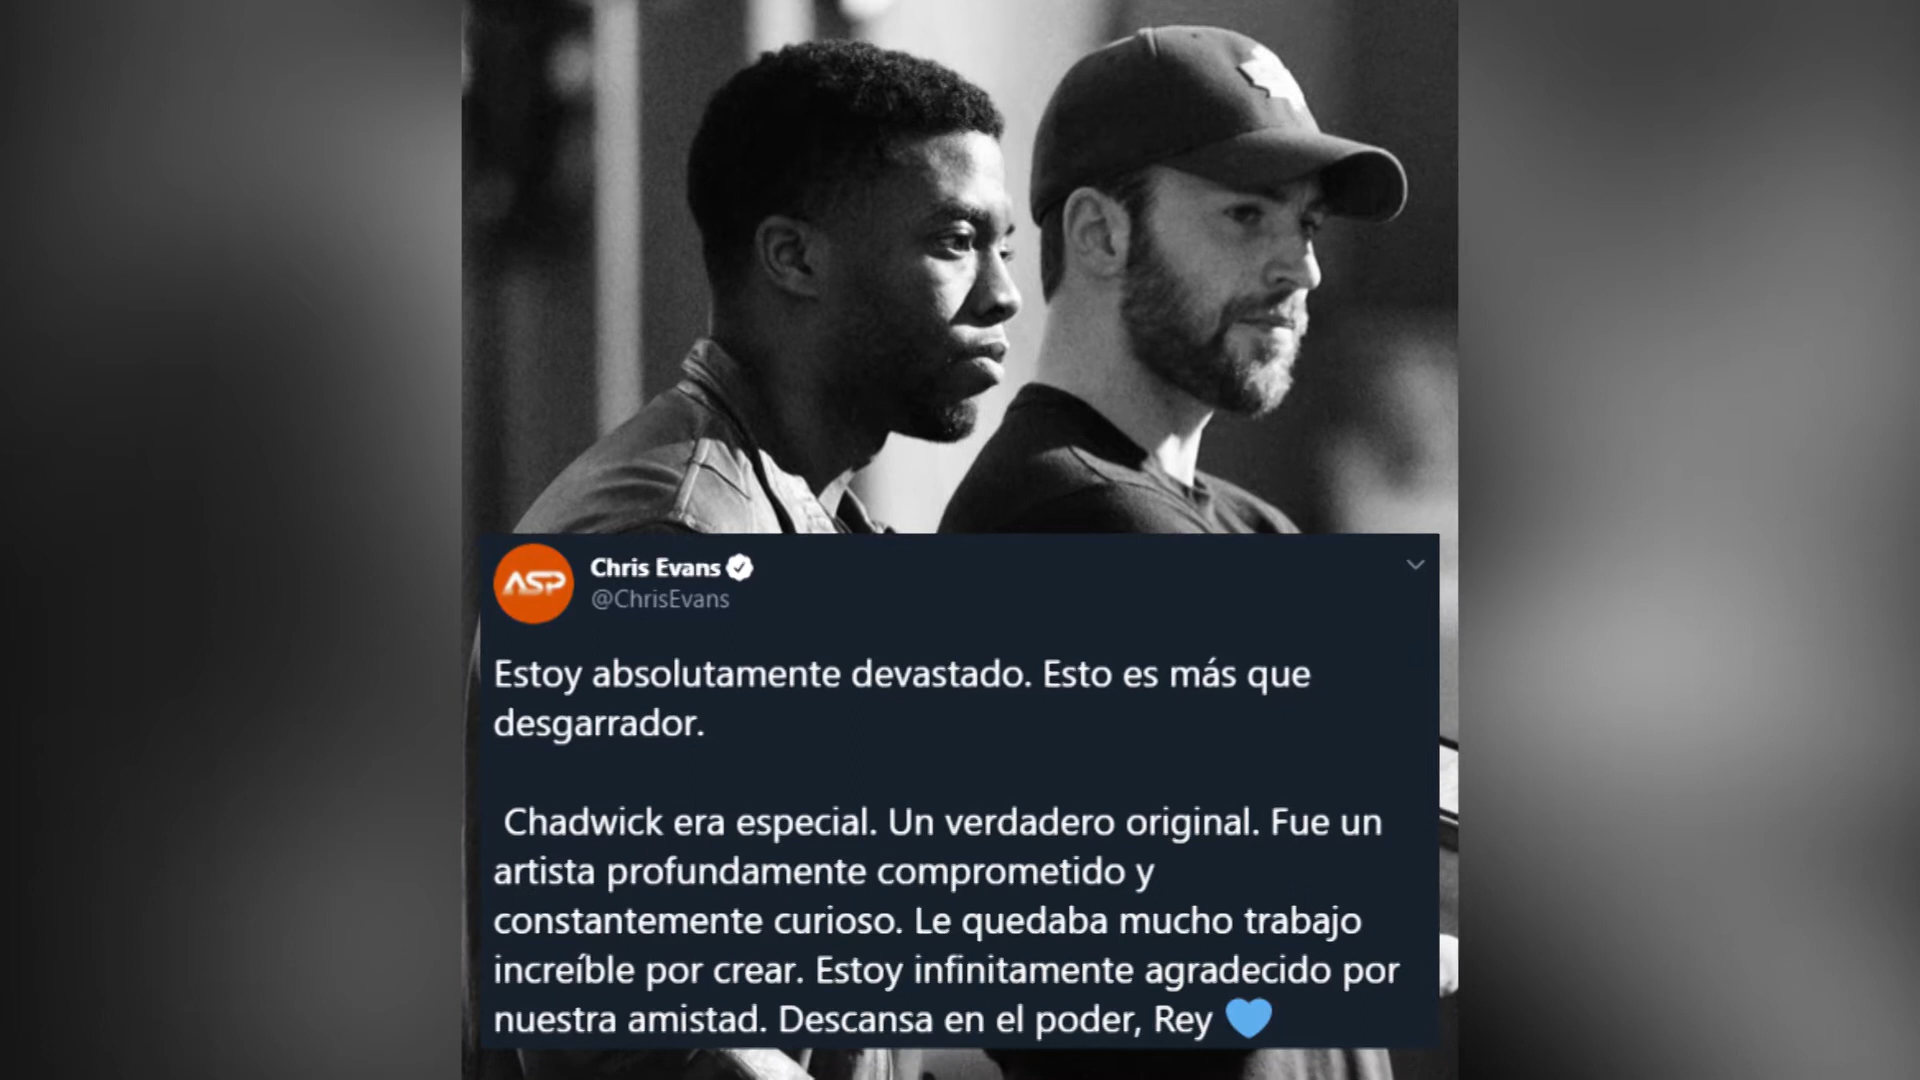 ASP
Chris Evans
@ChrisEvans
Estoy absolutamente devastado. Esto es más que
desgarrador.
Chadwick era especial. Un verdadero original. Fue un
artista profundamente comprometido y
constantemente curioso. Le quedaba mucho trabajo
increíble por crear. Estoy infinitamente agradecido por
nuestra amistad. Descansa en el poder, Rey 💙